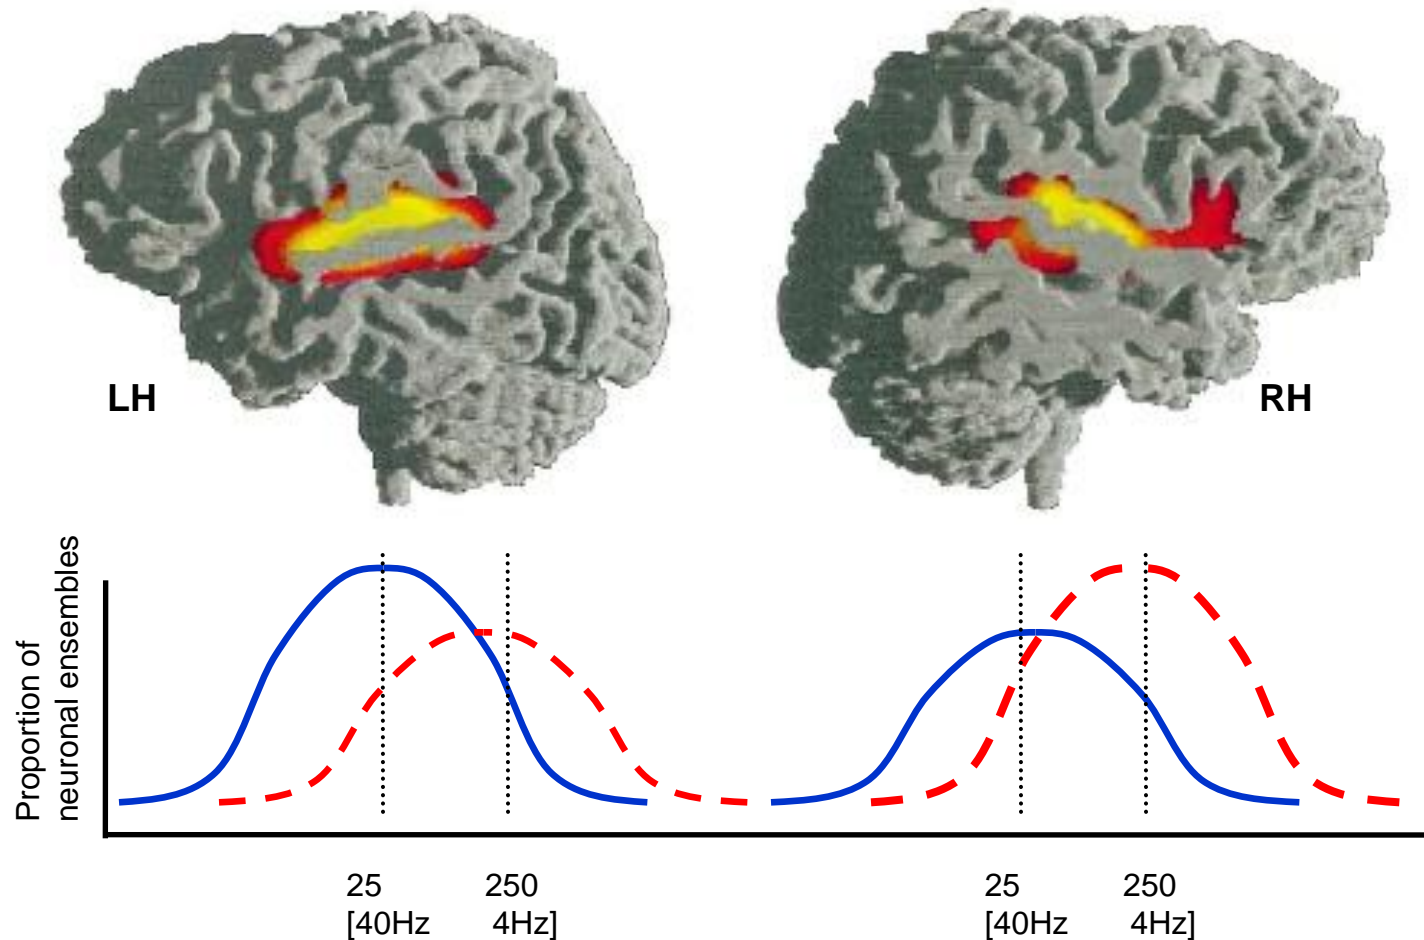 LH
RH
Proportion of
neuronal ensembles
25 250 25 250
[40Hz 4Hz] [40Hz 4Hz]